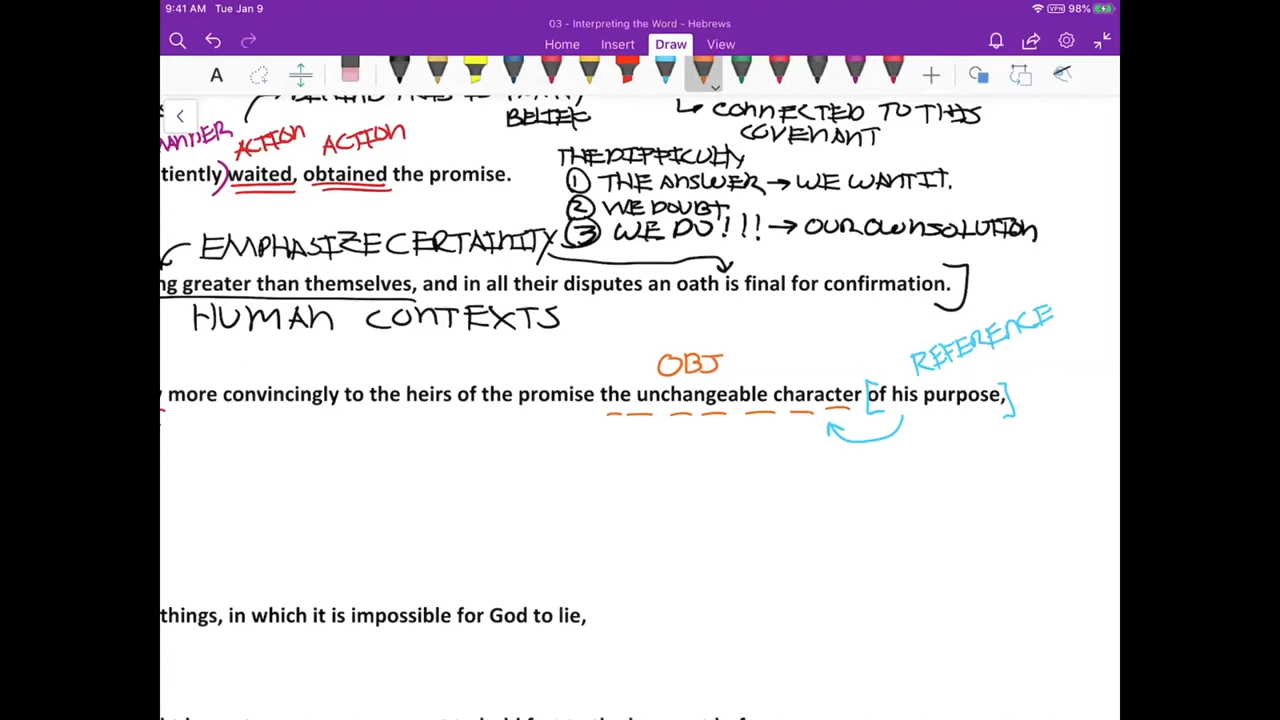 9:41 AM Tue Jan 9
VPN 98%
03 - Interpreting the Word - Hebrews
Home Insert Draw View
A
BELIEF
↳ CONNECTED TO THIS
COVENANT
ACTION ACTION
THE DIFFICULTY
tiently) waited, obtained the promise.
① THE ANSWER → WE WANT IT.
② WE DOUBT.
③ WE DO!!! → OUR OWN SOLUTION
EMPHASIZE CERTAINITY
ng greater than themselves, and in all their disputes an oath is final for confirmation.]
HUMAN CONTEXTS
REFERENCE
OBJ
more convincingly to the heirs of the promise the unchangeable character [of his purpose,]
things, in which it is impossible for God to lie,